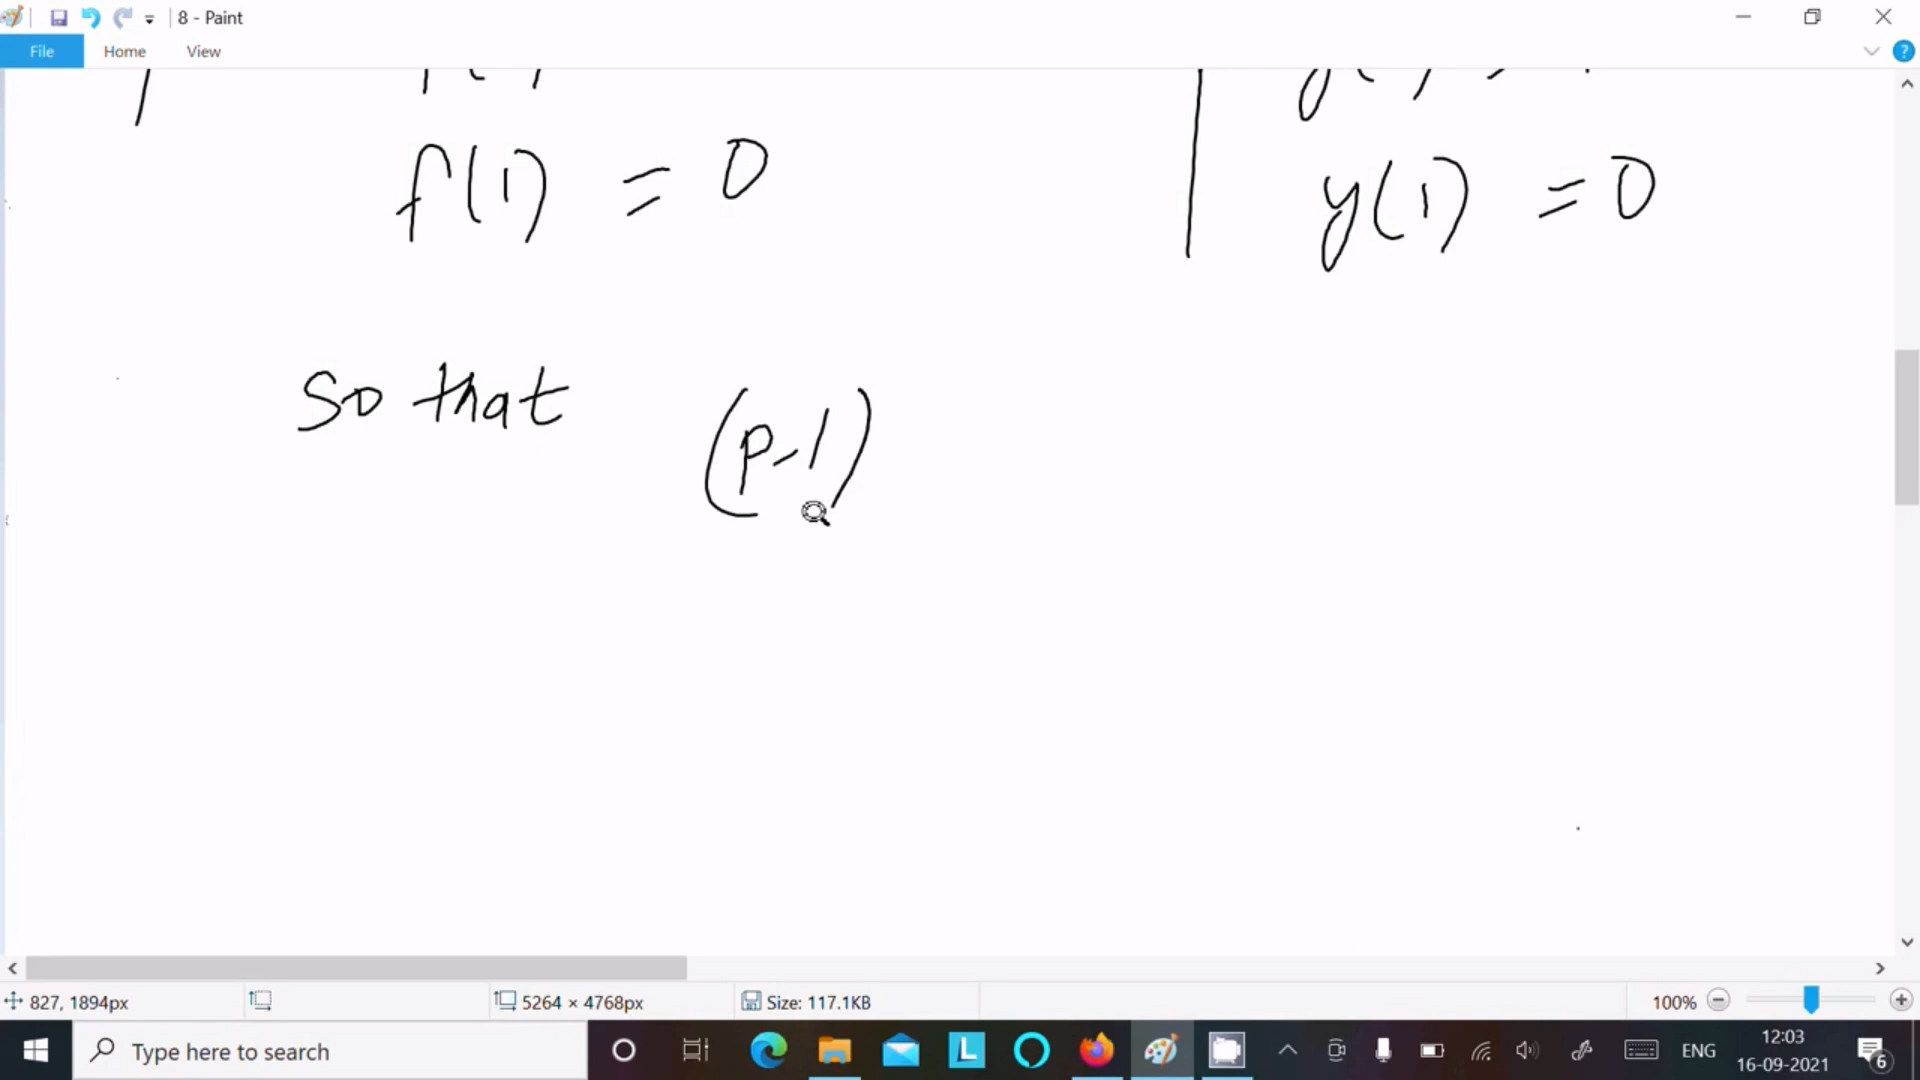 8 - Paint
File Home View
f(1) = 0
y(1) = 0
So that (p-1)
827, 1894px
5264 × 4768px
Size: 117.1KB
100%
Type here to search
L
ENG
12:03
16-09-2021
6